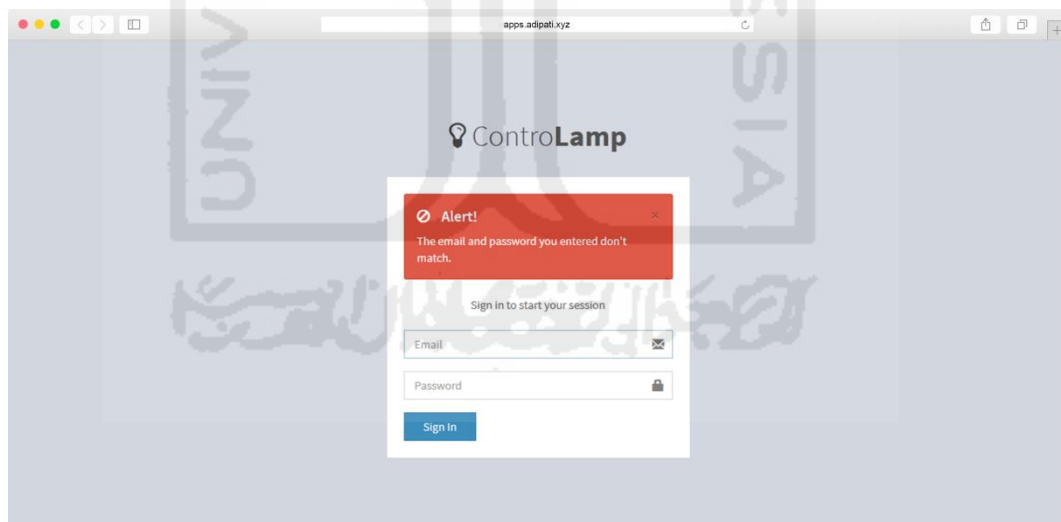 apps.adipati.xyz
ControLamp
Alert!
×
The email and password you entered don't
match.
Sign in to start your session
Email
Password
Sign In